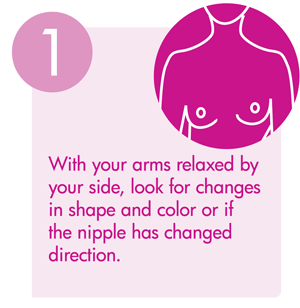 1
With your arms relaxed by
your side, look for changes
in shape and color or if
the nipple has changed
direction.